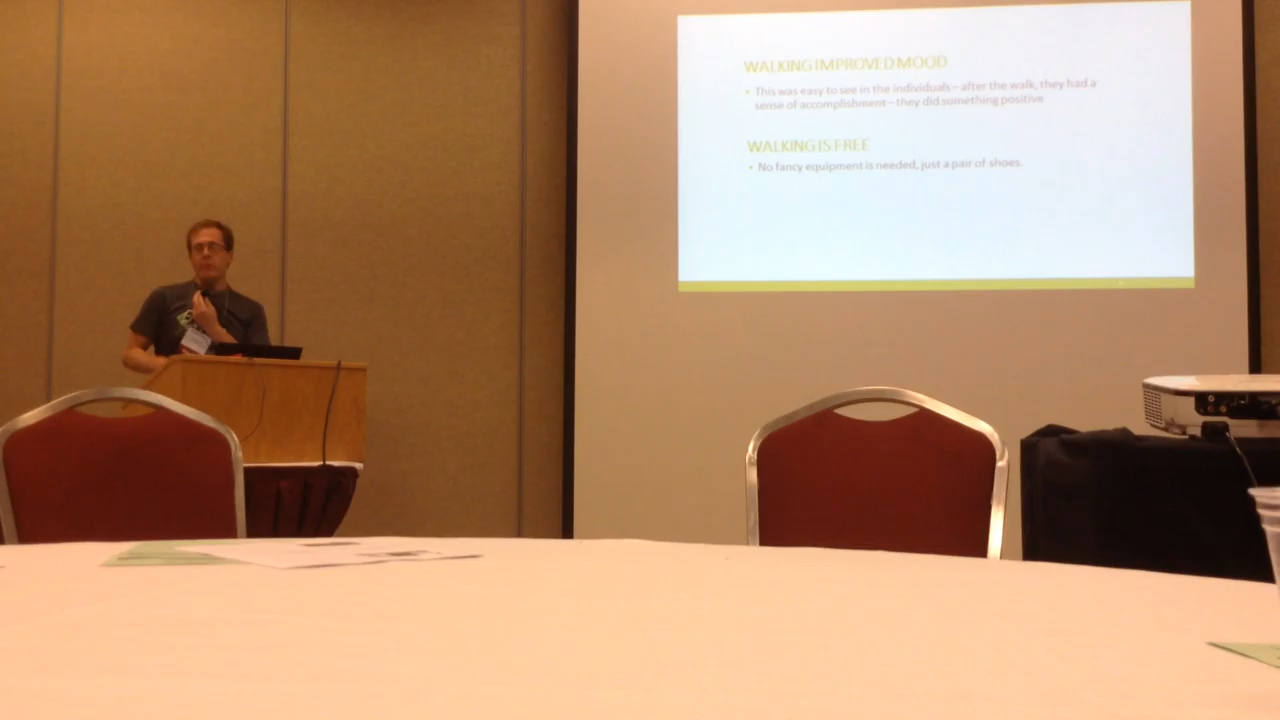 WALKING IMPROVED MOOD
• This was easy to see in the individuals – after the walk, they had a
sense of accomplishment – they did something positive
WALKING IS FREE
• No fancy equipment is needed, just a pair of shoes.